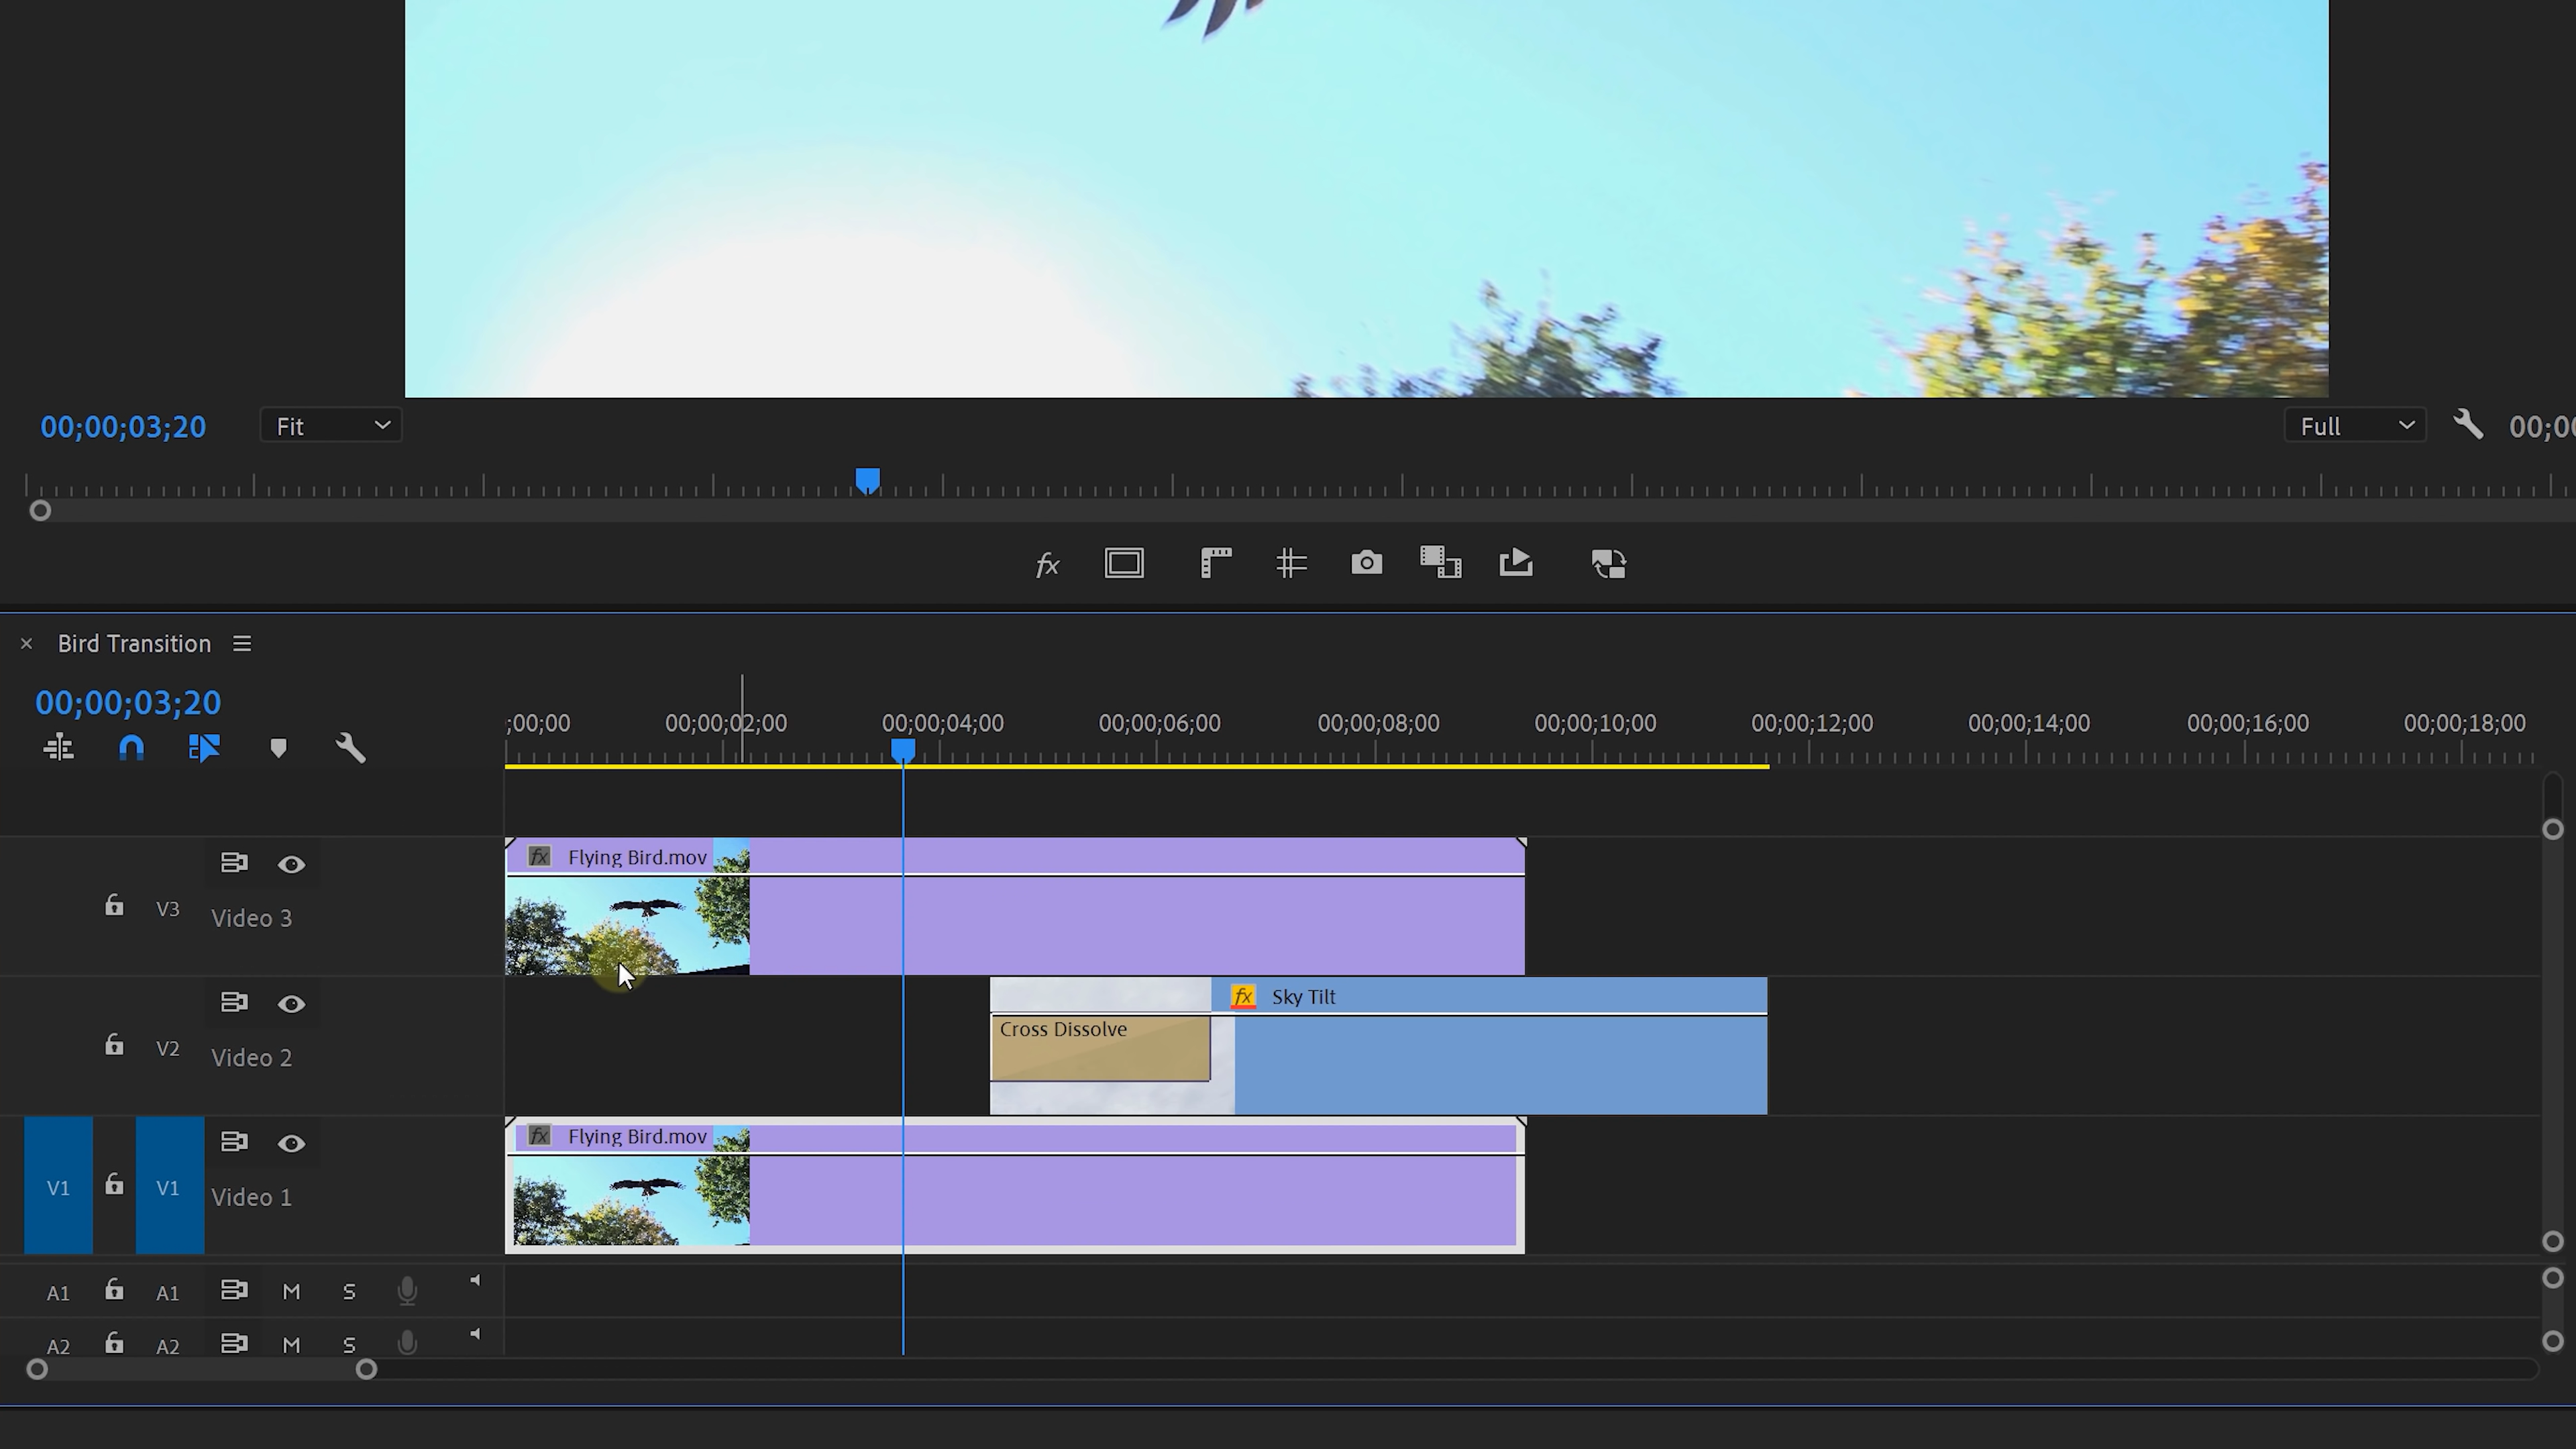 00;00;03;20
Fit
Full
00;00
fx
× Bird Transition
00;00;03;20
;00;00 00;00;02;00 00;00;04;00 00;00;06;00 00;00;08;00 00;00;10;00 00;00;12;00 00;00;14;00 00;00;16;00 00;00;18;00
fx Flying Bird.mov
V3 Video 3
fx Sky Tilt
Cross Dissolve
V2 Video 2
fx Flying Bird.mov
V1 V1 Video 1
A1 A1 M S
A2 A2 M S